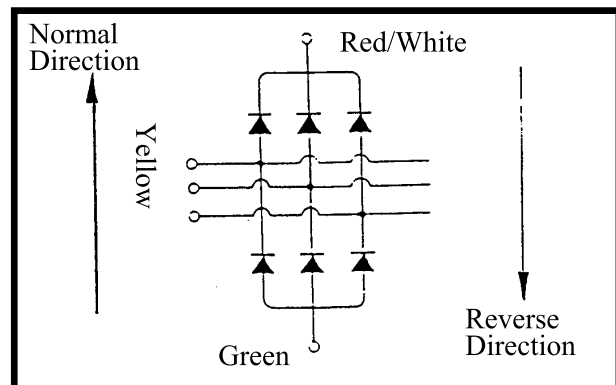 Normal
Direction
Red/White
Yellow
Green
Reverse
Direction